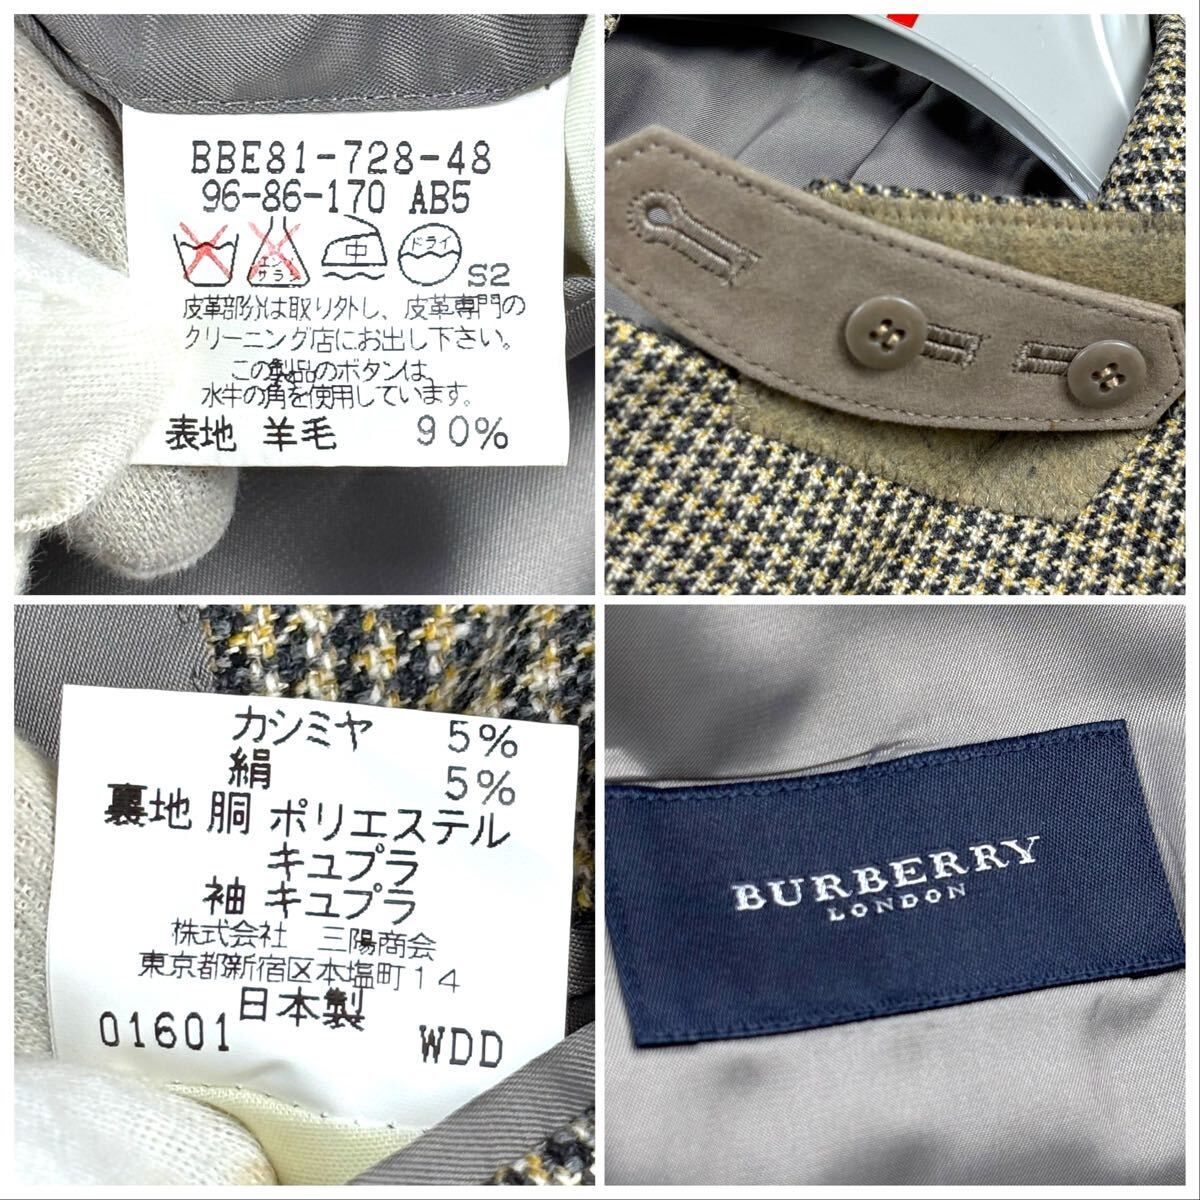 BBE81-728-48
96-86-170 AB5
エンソ
サラシ
中
ドライ
S2
皮革部分は取り外し、皮革専門の
クリーニング店にお出し下さい。
この製品のボタンは、
水牛の角を使用しています。
表地 羊毛 90%
カシミヤ 5%
絹 5%
裏地 胴 ポリエステル
キュプラ
袖 キュプラ
株式会社 三陽商会
東京都新宿区本塩町14
日本製
01601 WDD
BURBERRY
LONDON